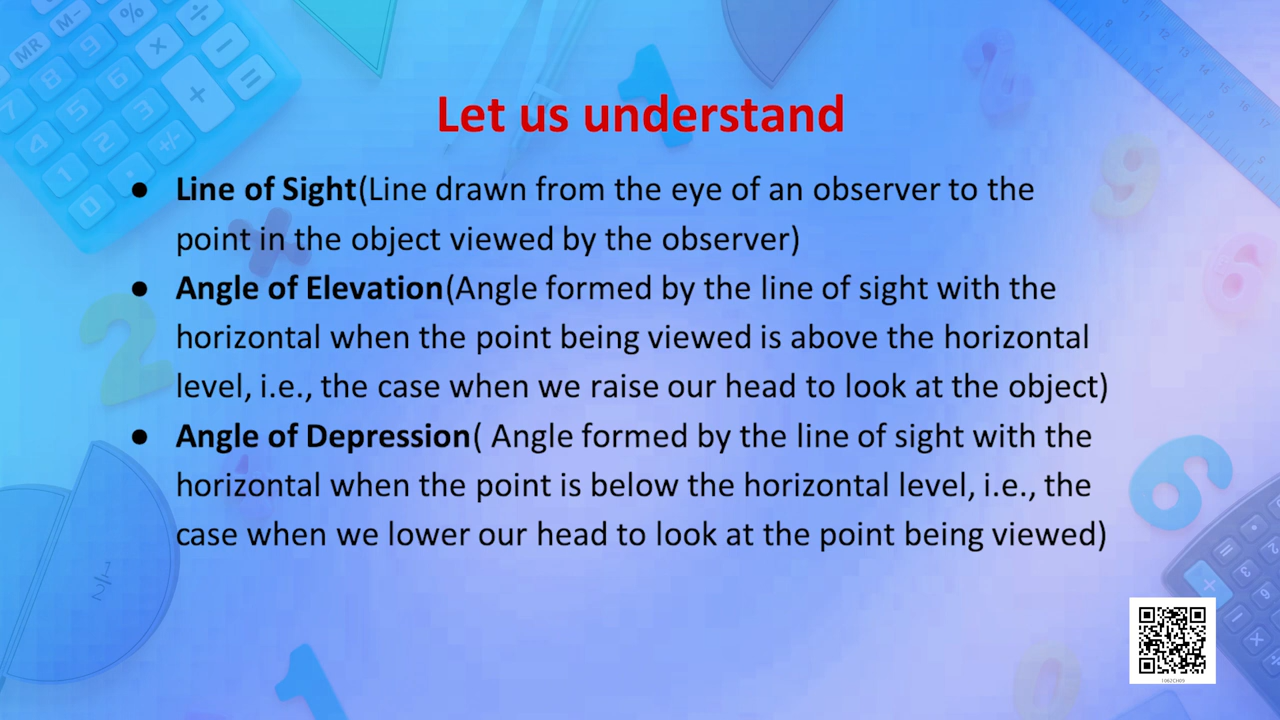 Let us understand
● Line of Sight(Line drawn from the eye of an observer to the
point in the object viewed by the observer)
● Angle of Elevation(Angle formed by the line of sight with the
horizontal when the point being viewed is above the horizontal
level, i.e., the case when we raise our head to look at the object)
● Angle of Depression( Angle formed by the line of sight with the
horizontal when the point is below the horizontal level, i.e., the
case when we lower our head to look at the point being viewed)
1062CH09